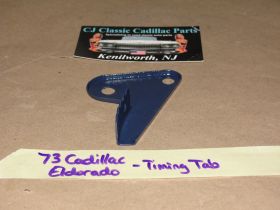 CJ Classic Cadillac Parts
Kenilworth, NJ
73 Cadillac
Eldorado - Timing Tab